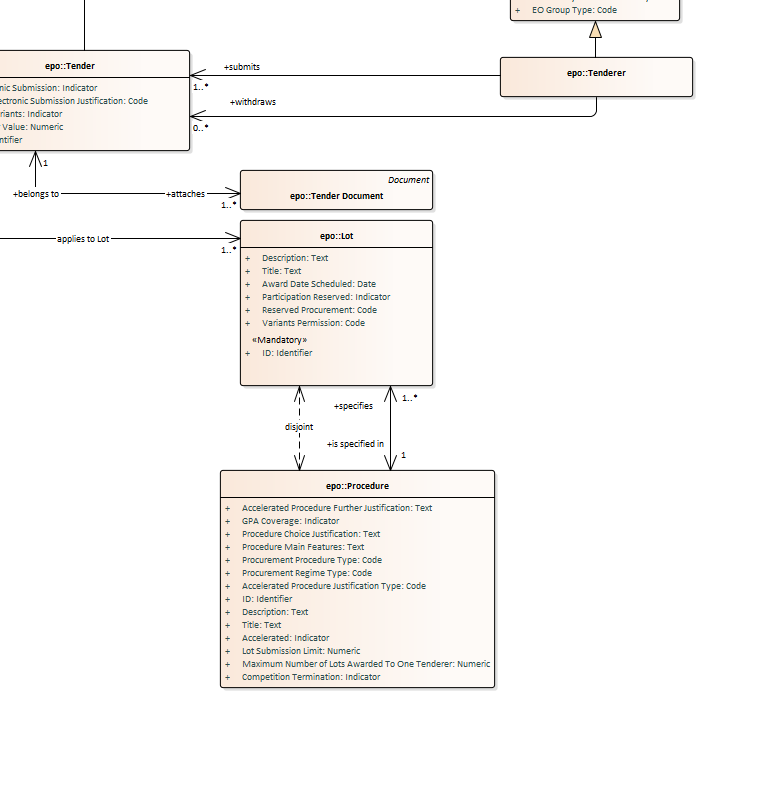 + EO Group Type: Code
epo::Tender
nic Submission: Indicator
ectronic Submission Justification: Code
riants: Indicator
Value: Numeric
ntifier
+submits
1..*
+withdraws
0..*
epo::Tenderer
1
+belongs to
+attaches
1..*
Document
epo::Tender Document
applies to Lot
1..*
epo::Lot
+ Description: Text
+ Title: Text
+ Award Date Scheduled: Date
+ Participation Reserved: Indicator
+ Reserved Procurement: Code
+ Variants Permission: Code
«Mandatory»
+ ID: Identifier
1..*
+specifies
disjoint
+is specified in
1
epo::Procedure
+ Accelerated Procedure Further Justification: Text
+ GPA Coverage: Indicator
+ Procedure Choice Justification: Text
+ Procedure Main Features: Text
+ Procurement Procedure Type: Code
+ Procurement Regime Type: Code
+ Accelerated Procedure Justification Type: Code
+ ID: Identifier
+ Description: Text
+ Title: Text
+ Accelerated: Indicator
+ Lot Submission Limit: Numeric
+ Maximum Number of Lots Awarded To One Tenderer: Numeric
+ Competition Termination: Indicator